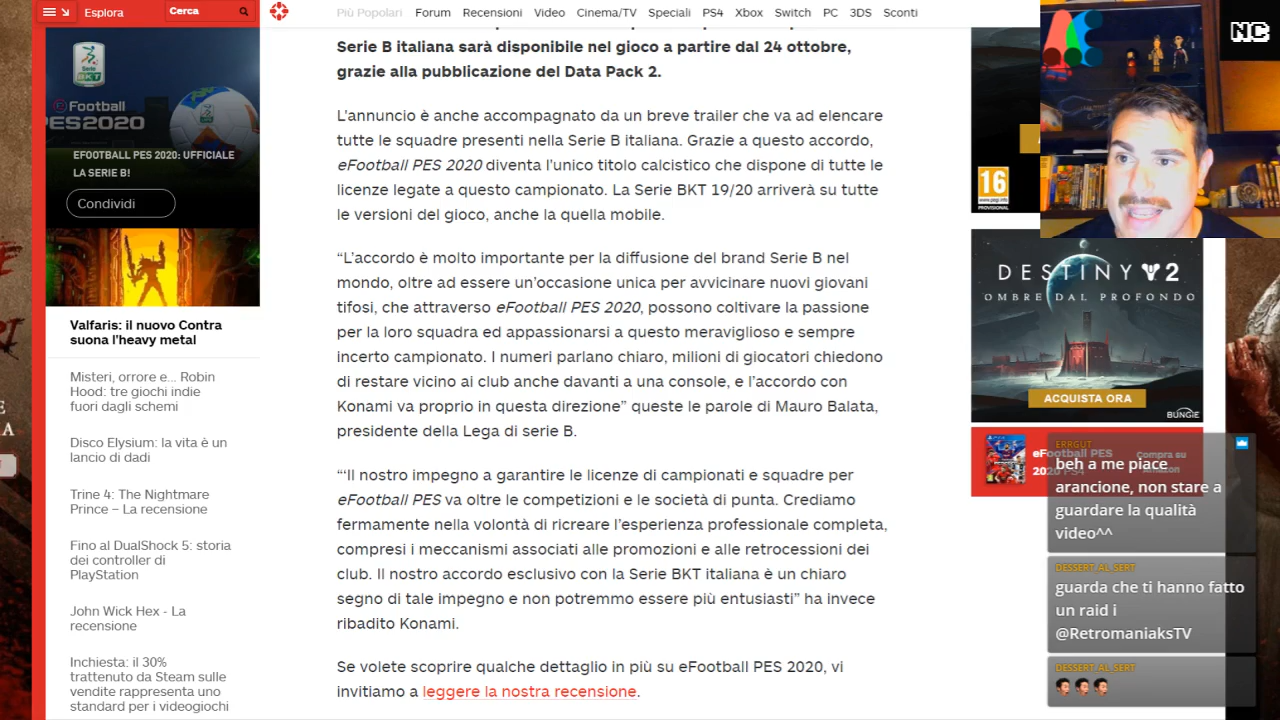 Esplora
Cerca
Più Popolari Forum Recensioni Video Cinema/TV Speciali PS4 Xbox Switch PC 3DS Sconti
NC
Serie
BKT
eFootball
PES2020
EFOOTBALL PES 2020: UFFICIALE
LA SERIE B!
Condividi
Valfaris: il nuovo Contra
suona l'heavy metal
Misteri, orrore e... Robin
Hood: tre giochi indie
fuori dagli schemi
Disco Elysium: la vita è un
lancio di dadi
Trine 4: The Nightmare
Prince – La recensione
Fino al DualShock 5: storia
dei controller di
PlayStation
John Wick Hex - La
recensione
Inchiesta: il 30%
trattenuto da Steam sulle
vendite rappresenta uno
standard per i videogiochi
Serie B italiana sarà disponibile nel gioco a partire dal 24 ottobre,
grazie alla pubblicazione del Data Pack 2.
L'annuncio è anche accompagnato da un breve trailer che va ad elencare
tutte le squadre presenti nella Serie B italiana. Grazie a questo accordo,
eFootball PES 2020 diventa l'unico titolo calcistico che dispone di tutte le
licenze legate a questo campionato. La Serie BKT 19/20 arriverà su tutte
le versioni del gioco, anche la quella mobile.
“L'accordo è molto importante per la diffusione del brand Serie B nel
mondo, oltre ad essere un'occasione unica per avvicinare nuovi giovani
tifosi, che attraverso eFootball PES 2020, possono coltivare la passione
per la loro squadra ed appassionarsi a questo meraviglioso e sempre
incerto campionato. I numeri parlano chiaro, milioni di giocatori chiedono
di restare vicino ai club anche davanti a una console, e l'accordo con
Konami va proprio in questa direzione” queste le parole di Mauro Balata,
presidente della Lega di serie B.
“'Il nostro impegno a garantire le licenze di campionati e squadre per
eFootball PES va oltre le competizioni e le società di punta. Crediamo
fermamente nella volontà di ricreare l'esperienza professionale completa,
compresi i meccanismi associati alle promozioni e alle retrocessioni dei
club. Il nostro accordo esclusivo con la Serie BKT italiana è un chiaro
segno di tale impegno e non potremmo essere più entusiasti” ha invece
ribadito Konami.
Se volete scoprire qualche dettaglio in più su eFootball PES 2020, vi
invitiamo a leggere la nostra recensione.
16
www.pegi.info
PROVISIONAL
DESTINY 2
OMBRE DAL PROFONDO
ACQUISTA ORA
BUNGIE
eFootball PES
2020 PS4
Compra su
amazon
ERRGUT
beh a me piace
arancione, non stare a
guardare la qualità
video^^
DESSERT_AL_SERT
guarda che ti hanno fatto
un raid i
@RetromaniaksTV
DESSERT_AL_SERT